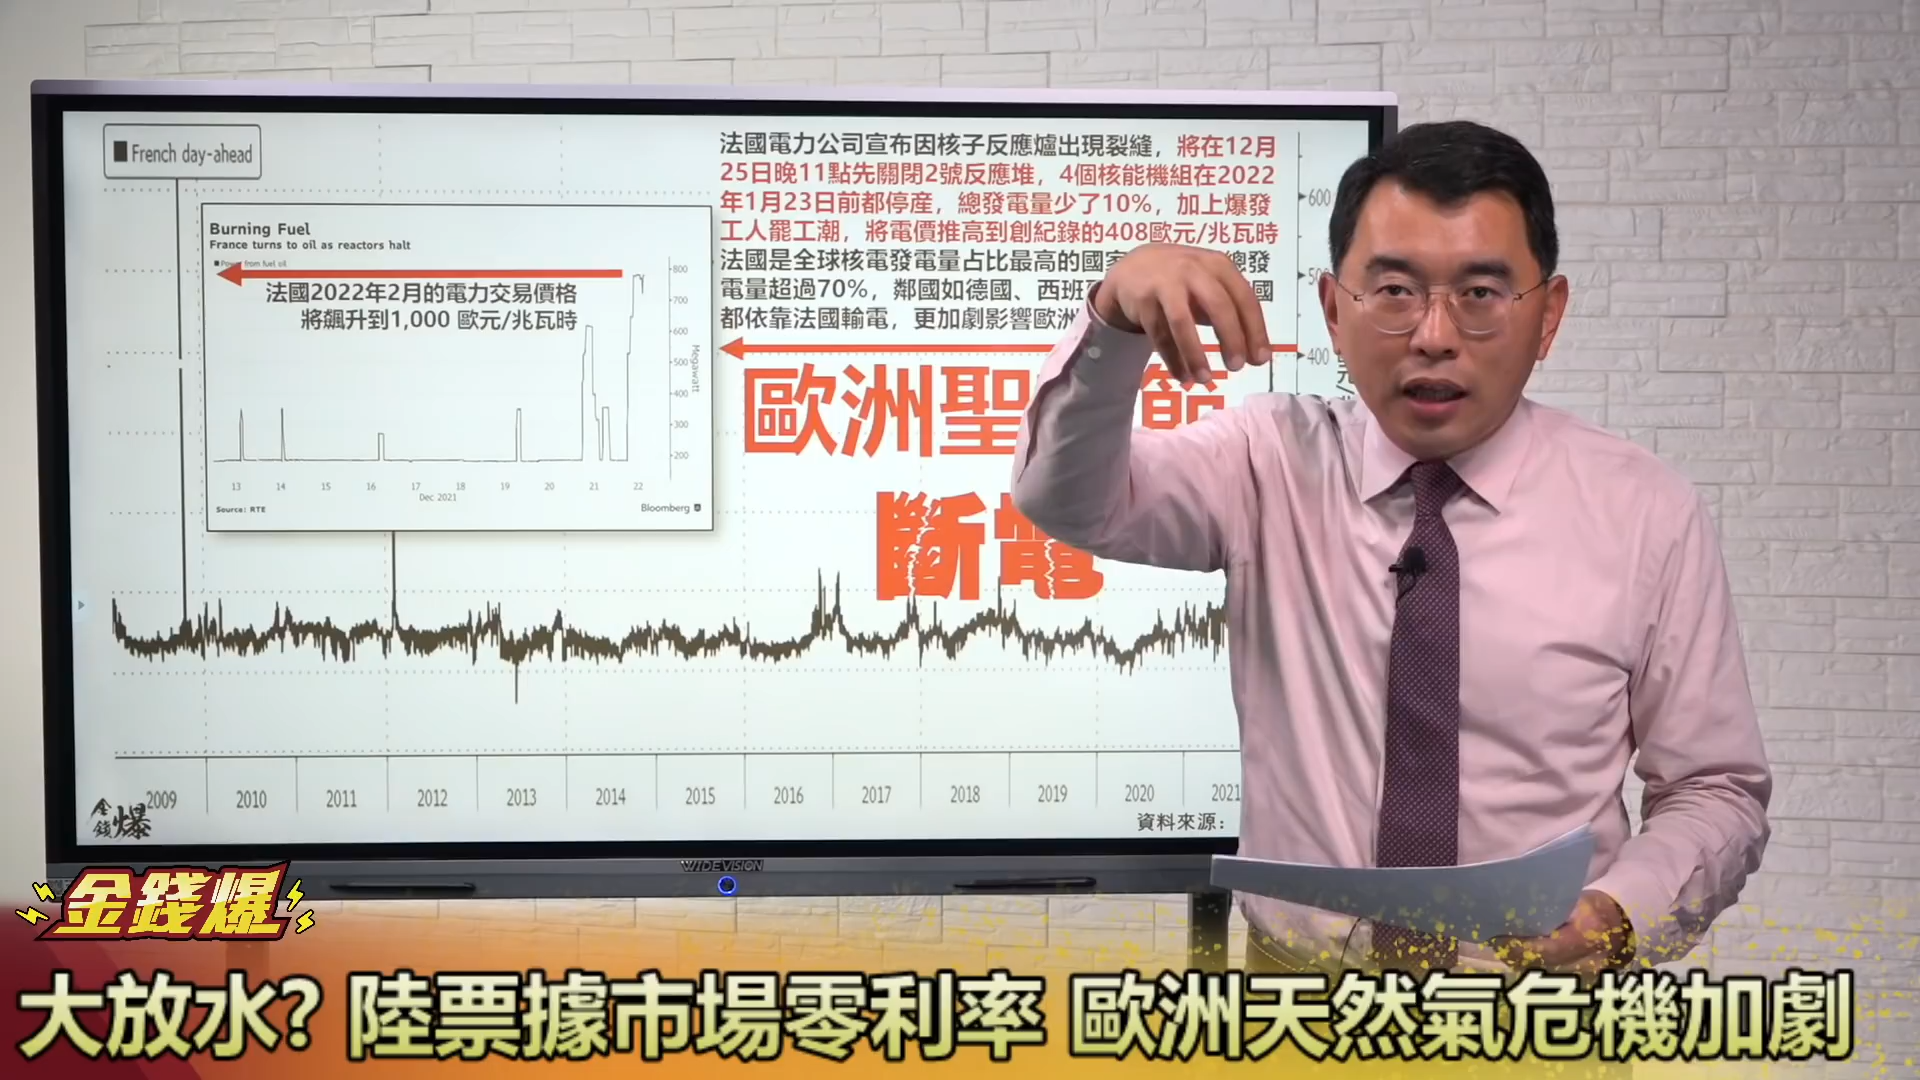 French day-ahead
法國電力公司宣布因核子反應爐出現裂縫，將在12月
25日晚11點先關閉2號反應堆，4個核能機組在2022
年1月23日前都停産，總發電量少了10%，加上爆發
工人罷工潮，將電價推高到創紀錄的408歐元/兆瓦時
法國是全球核電發電量占比最高的國家 總發
電量超過70%，鄰國如德國、西班 國
都依靠法國輸電，更加劇影響歐洲
Burning Fuel
France turns to oil as reactors halt
Power from fuel oil
法國2022年2月的電力交易價格
將飆升到1,000 歐元/兆瓦時
800
700
600
500
400
300
200
Megawatt
13 14 15 16 17 18 19 20 21 22
Dec 2021
Source: RTE
Bloomberg
600
500
400
歐洲聖 節
斷電
2009 2010 2011 2012 2013 2014 2015 2016 2017 2018 2019 2020 2021
金錢爆
資料來源：
WIDEVISION
金錢爆
大放水? 陸票據市場零利率 歐洲天然氣危機加劇